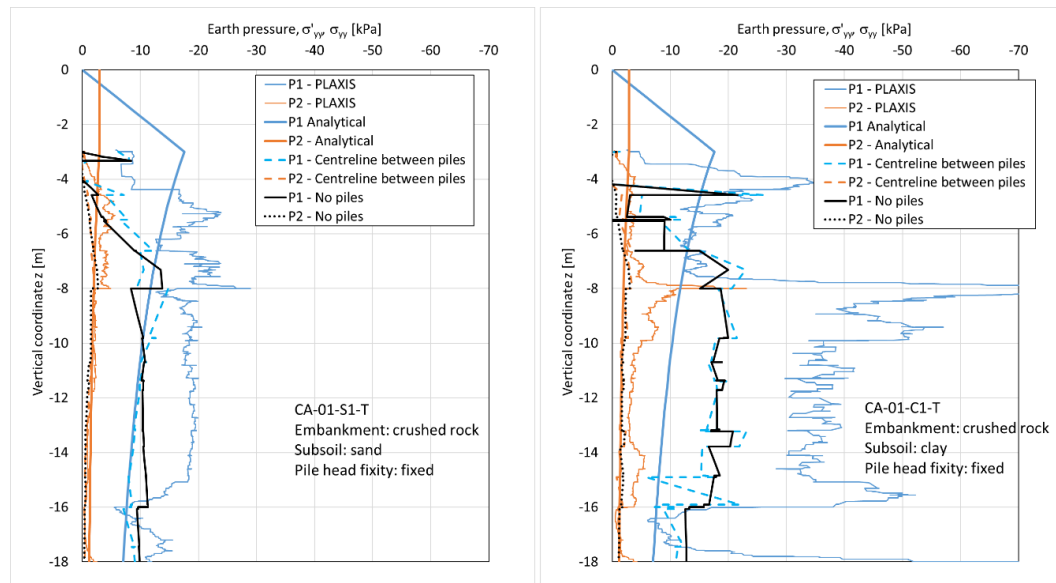 Earth pressure, σ'yy, σyy [kPa]
0 -10 -20 -30 -40 -50 -60 -70
0
-2
-4
-6
-8
-10
-12
-14
-16
-18
Vertical coordinate z [m]
P1 - PLAXIS
P2 - PLAXIS
P1 Analytical
P2 - Analytical
P1 - Centreline between piles
P2 - Centreline between piles
P1 - No piles
P2 - No piles
CA-01-S1-T
Embankment: crushed rock
Subsoil: sand
Pile head fixity: fixed
Earth pressure, σ'yy, σyy [kPa]
0 -10 -20 -30 -40 -50 -60 -70
0
-2
-4
-6
-8
-10
-12
-14
-16
-18
Vertical coordinate z [m]
P1 - PLAXIS
P2 - PLAXIS
P1 Analytical
P2 - Analytical
P1 - Centreline between piles
P2 - Centreline between piles
P1 - No piles
P2 - No piles
CA-01-C1-T
Embankment: crushed rock
Subsoil: clay
Pile head fixity: fixed